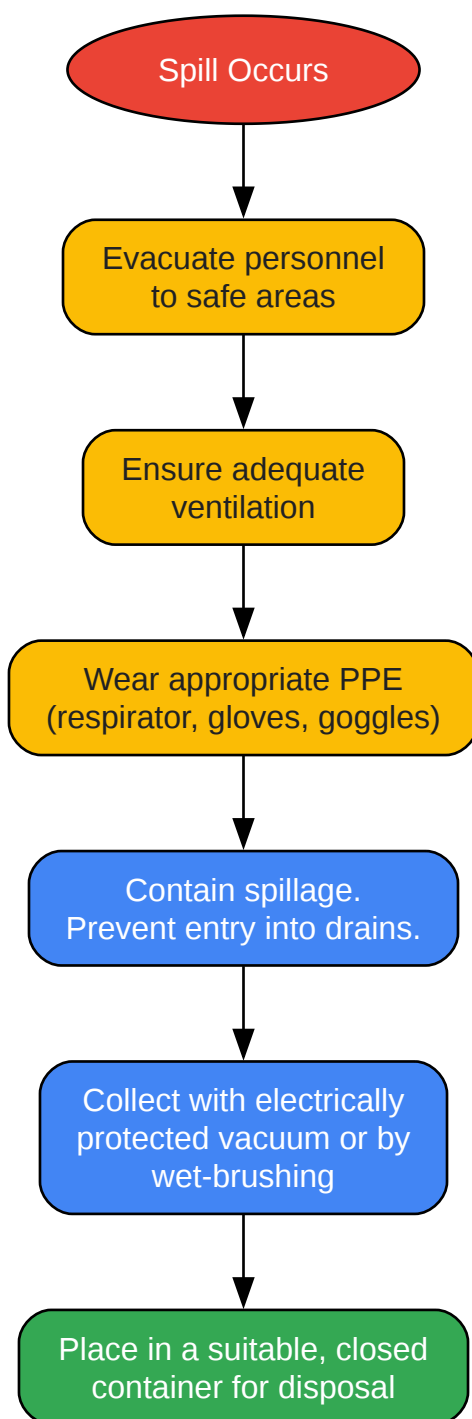 Spill Occurs
Evacuate personnel
to safe areas
Ensure adequate
ventilation
Wear appropriate PPE
(respirator, gloves, goggles)
Contain spillage.
Prevent entry into drains.
Collect with electrically
protected vacuum or by
wet-brushing
Place in a suitable, closed
container for disposal